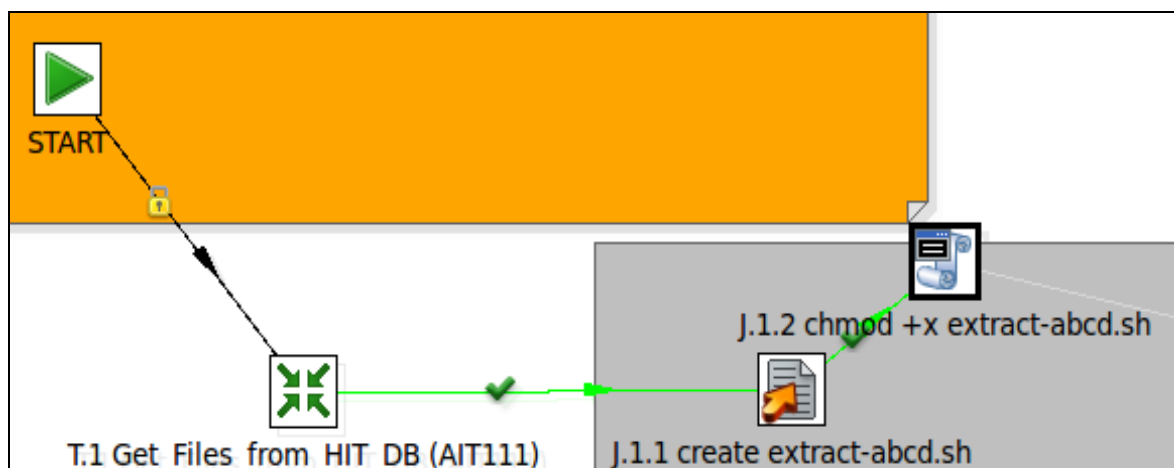 START
J.1.2 chmod +x extract-abcd.sh
T.1 Get Files from HIT DB (AIT111)
J.1.1 create extract-abcd.sh